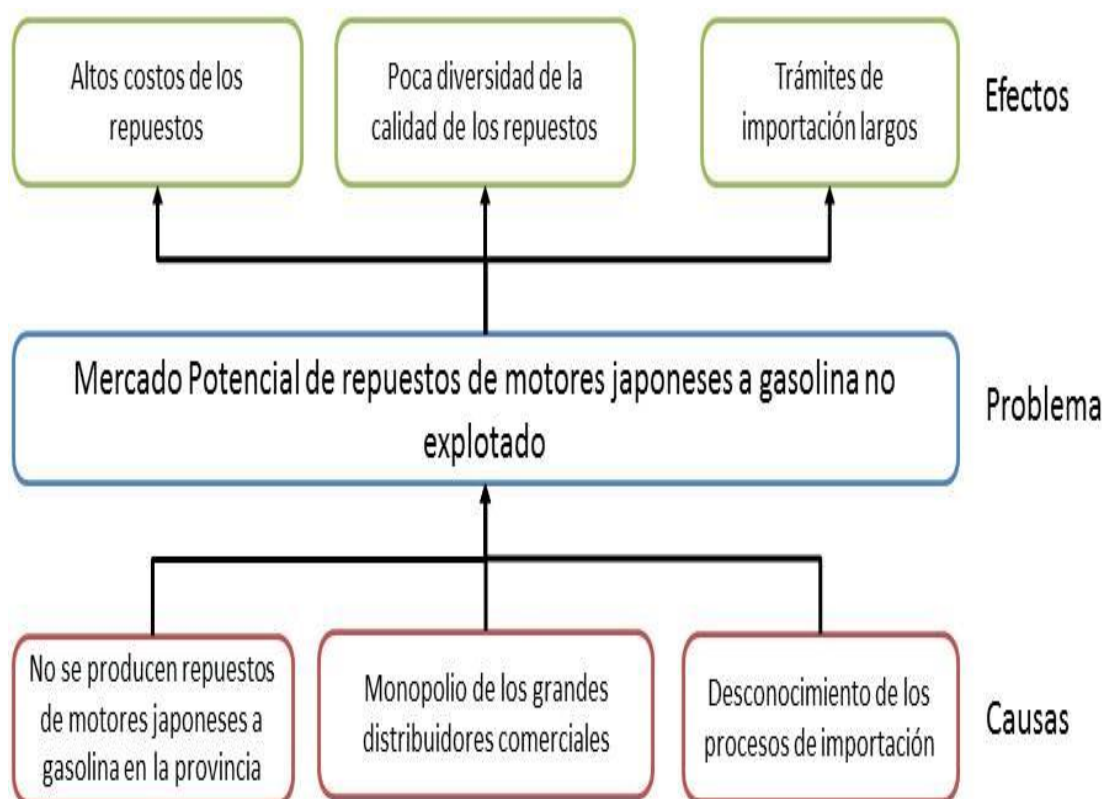 Altos costos de los
repuestos
Poca diversidad de la
calidad de los repuestos
Trámites de
importación largos
Efectos
Mercado Potencial de repuestos de motores japoneses a gasolina no
explotado
Problema
No se producen repuestos
de motores japoneses a
gasolina en la provincia
Monopolio de los grandes
distribuidores comerciales
Desconocimiento de los
procesos de importación
Causas